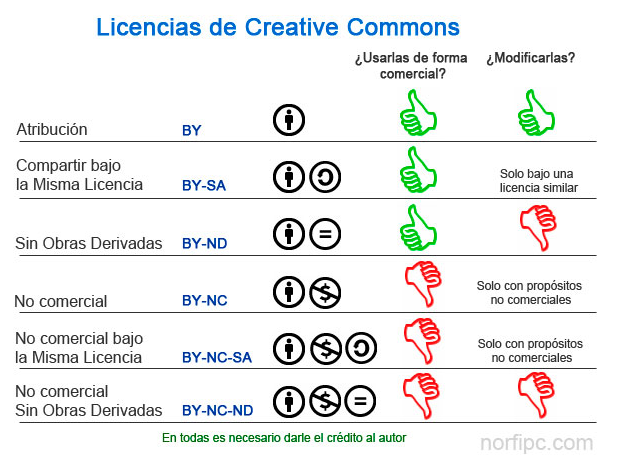 Licencias de Creative Commons
¿Usarlas de forma
comercial?
¿Modificarlas?
Atribución BY
Compartir bajo
la Misma Licencia BY-SA
Solo bajo una
licencia similar
Sin Obras Derivadas BY-ND
=
No comercial BY-NC
$
Solo con propósitos
no comerciales
No comercial bajo
la Misma Licencia BY-NC-SA
$
Solo con propósitos
no comerciales
No comercial
Sin Obras Derivadas BY-NC-ND
$ =
En todas es necesario darle el crédito al autor
norfipc.com